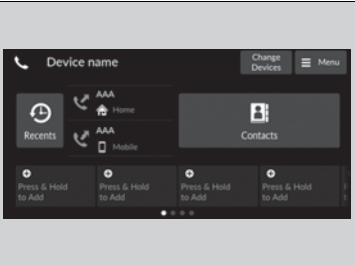 Device name
Change
Devices
Menu
Recents
AAA
Home
AAA
Mobile
Contacts
Press & Hold
to Add
Press & Hold
to Add
Press & Hold
to Add
Press & Hold
to Add